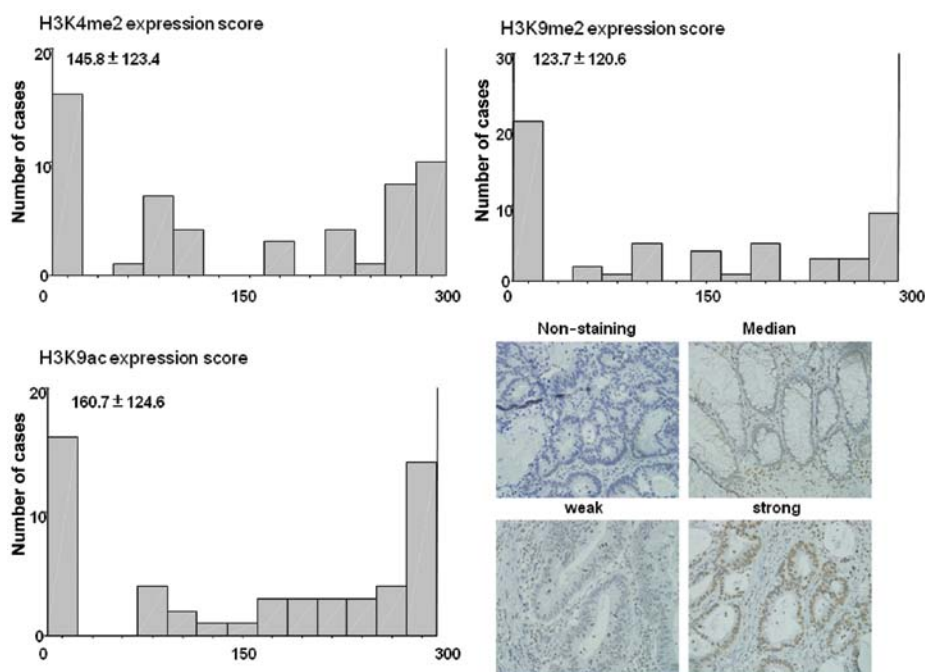 H3K4me2 expression score
20
145.8 ± 123.4
Number of cases
10
0
0 150 300
H3K9me2 expression score
30
123.7 ± 120.6
Number of cases
20
10
0
0 150 300
H3K9ac expression score
20
160.7 ± 124.6
Number of cases
10
0
0 150 300
Non-staining Median
weak strong